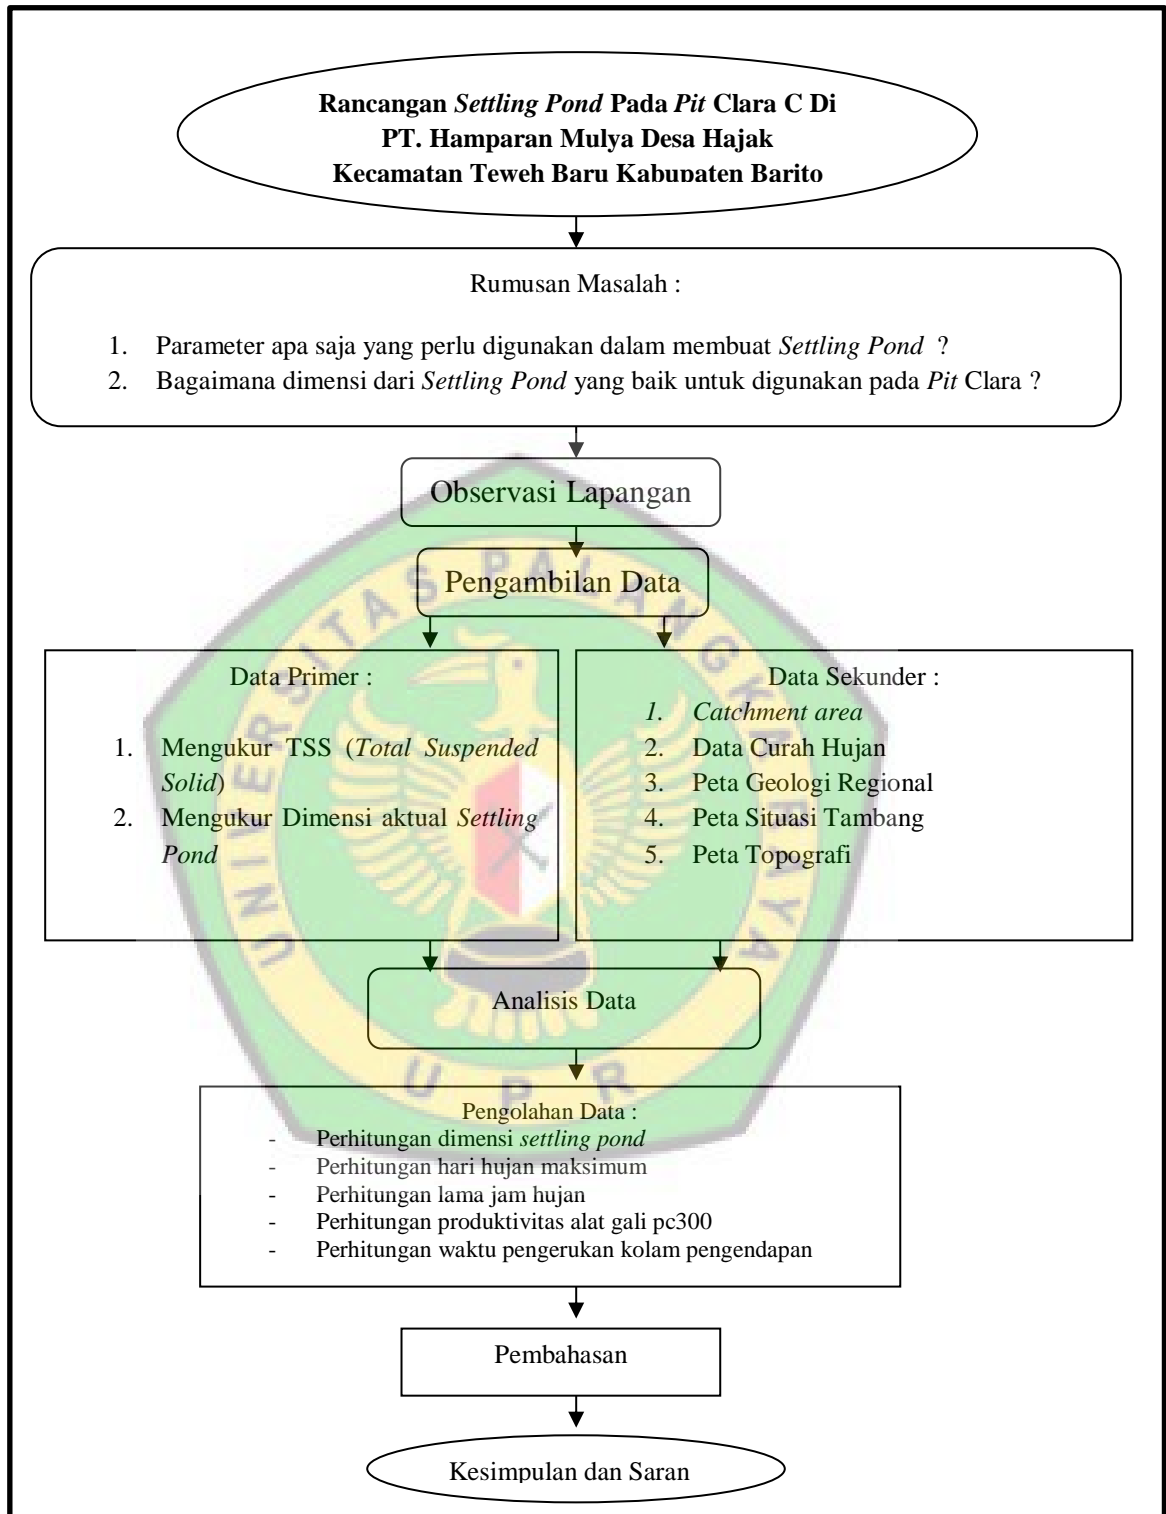 Rancangan Settling Pond Pada Pit Clara C Di
PT. Hamparan Mulya Desa Hajak
Kecamatan Teweh Baru Kabupaten Barito
Rumusan Masalah :
1. Parameter apa saja yang perlu digunakan dalam membuat Settling Pond ?
2. Bagaimana dimensi dari Settling Pond yang baik untuk digunakan pada Pit Clara ?
Observasi Lapangan
Pengambilan Data
Data Primer :
1. Mengukur TSS (Total Suspended
Solid)
2. Mengukur Dimensi aktual Settling
Pond
Data Sekunder :
1. Catchment area
2. Data Curah Hujan
3. Peta Geologi Regional
4. Peta Situasi Tambang
5. Peta Topografi
Analisis Data
Pengolahan Data :
- Perhitungan dimensi settling pond
- Perhitungan hari hujan maksimum
- Perhitungan lama jam hujan
- Perhitungan produktivitas alat gali pc300
- Perhitungan waktu pengerukan kolam pengendapan
Pembahasan
Kesimpulan dan Saran
UNIVERSITAS PALANGKA RAYA
UPR